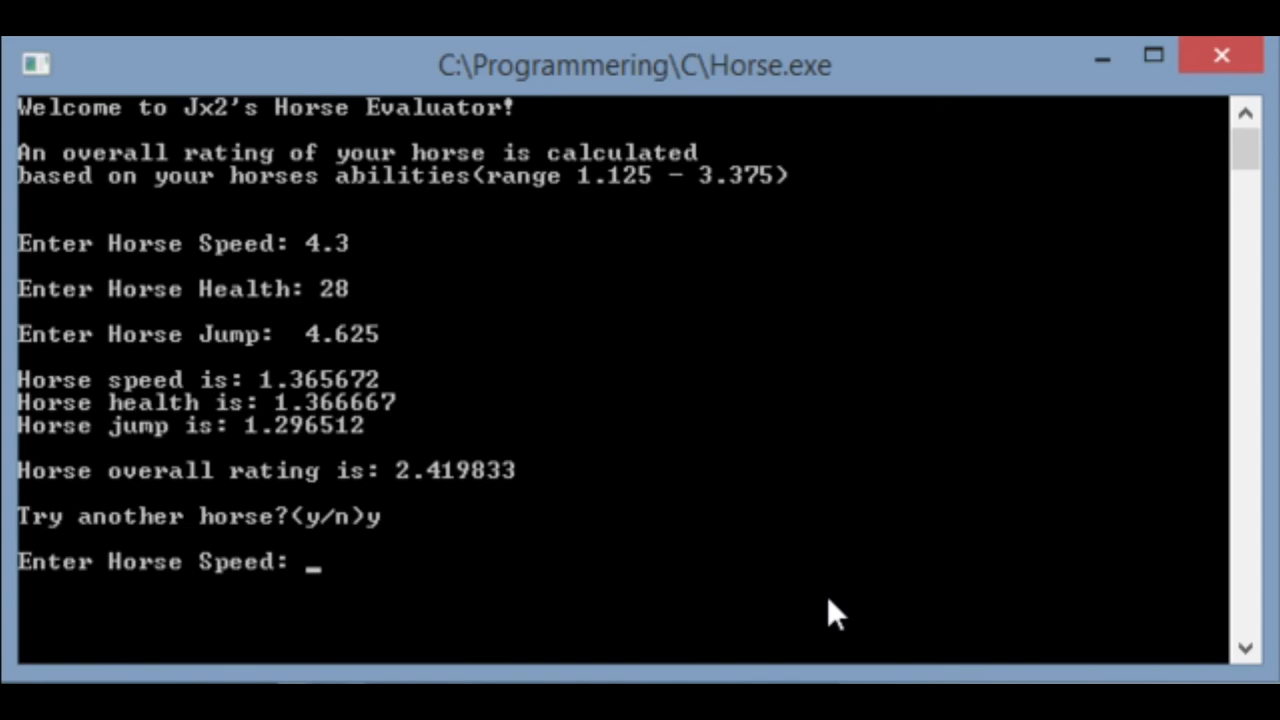 C:\Programmering\C\Horse.exe
Welcome to Jx2's Horse Evaluator!
An overall rating of your horse is calculated
based on your horses abilities(range 1.125 - 3.375)
Enter Horse Speed: 4.3
Enter Horse Health: 28
Enter Horse Jump:  4.625
Horse speed is: 1.365672
Horse health is: 1.366667
Horse jump is: 1.296512
Horse overall rating is: 2.419833
Try another horse?(y/n)y
Enter Horse Speed: _